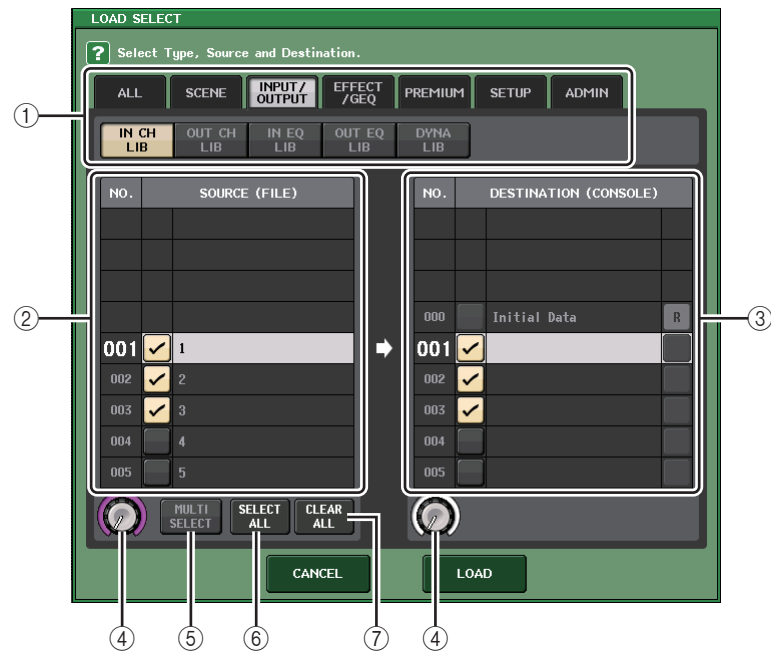 LOAD SELECT
? Select Type, Source and Destination.
ALL SCENE INPUT/ OUTPUT EFFECT /GEQ PREMIUM SETUP ADMIN
①
IN CH LIB OUT CH LIB IN EQ LIB OUT EQ LIB DYNA LIB
NO. SOURCE (FILE) NO. DESTINATION (CONSOLE)
② 000 Initial Data R ③
001 1 001
002 2 002
003 3 003
004 4 004
005 5 005
MULTI SELECT SELECT ALL CLEAR ALL
CANCEL LOAD
④ ⑤ ⑥ ⑦ ④